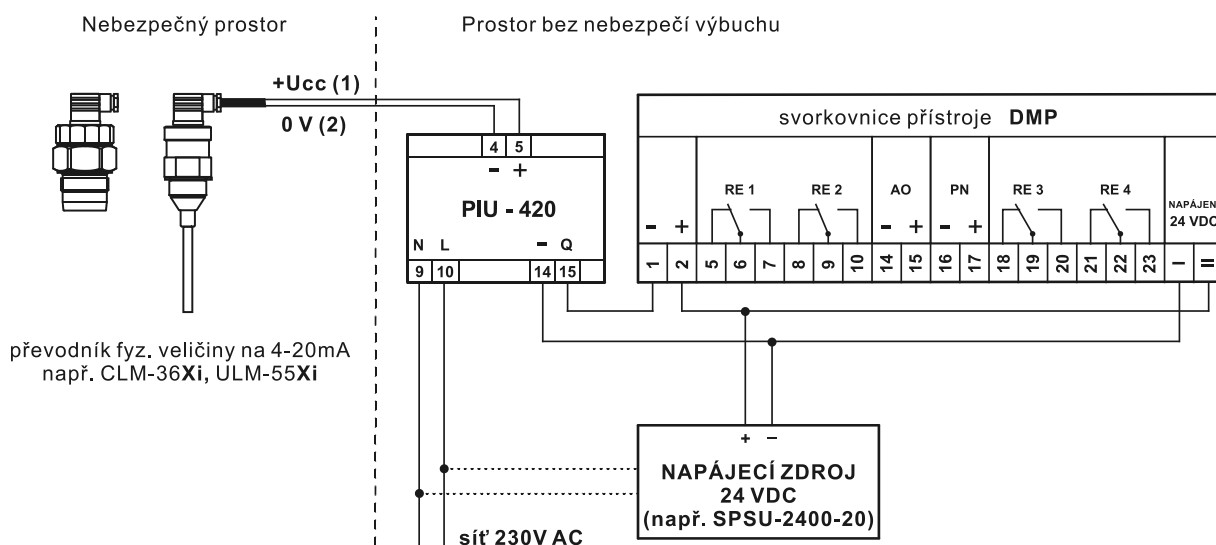 Nebezpečný prostor
Prostor bez nebezpečí výbuchu
+Ucc (1)
0 V (2)
svorkovnice přístroje DMP
4 5
- +
PIU - 420
N L - Q
9 10 14 15
RE 1 RE 2 AO PN RE 3 RE 4
NAPÁJENÍ
24 VDC
- + - + - +
1 2 5 6 7 8 9 10 14 15 16 17 18 19 20 21 22 23 I II
převodník fyz. veličiny na 4-20mA
např. CLM-36Xi, ULM-55Xi
+ -
NAPÁJECÍ ZDROJ
24 VDC
(např. SPSU-2400-20)
síť 230V AC